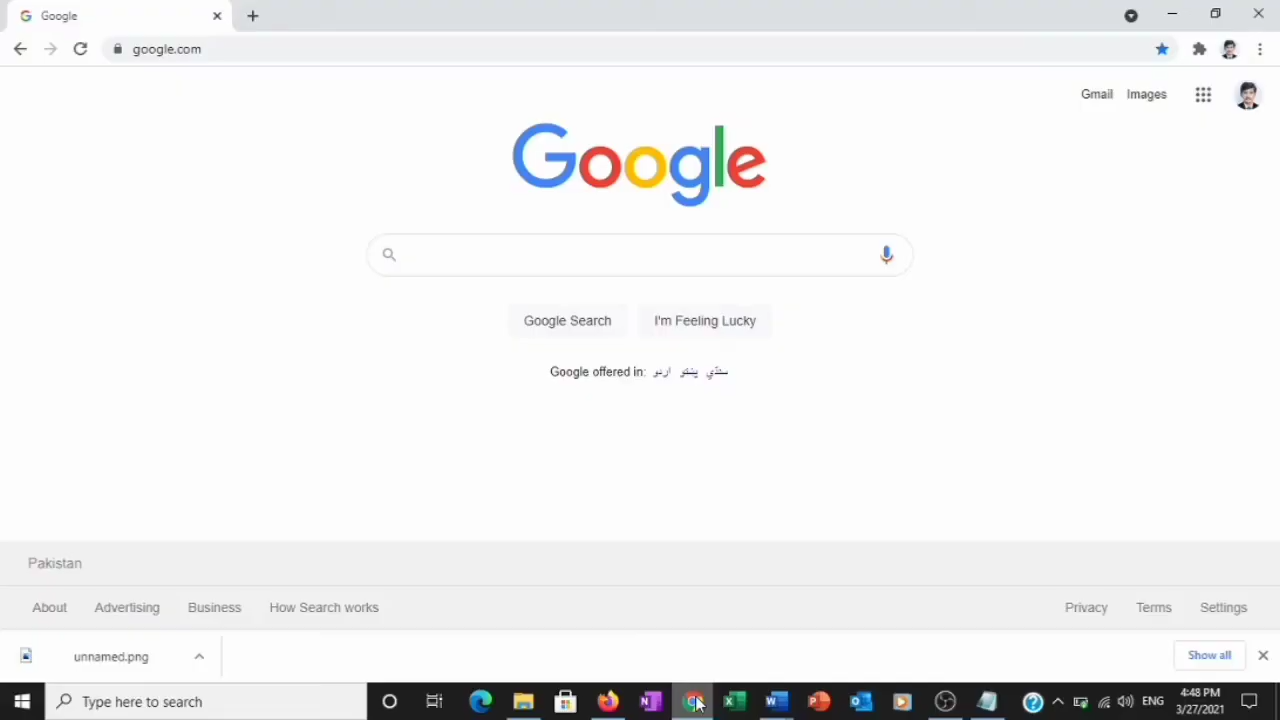 Google
google.com
Gmail Images
Google
Google Search I'm Feeling Lucky
Google offered in: اردو پښتو سنڌي
Pakistan
About Advertising Business How Search works Privacy Terms Settings
unnamed.png Show all
Type here to search ENG 4:48 PM
3/27/2021